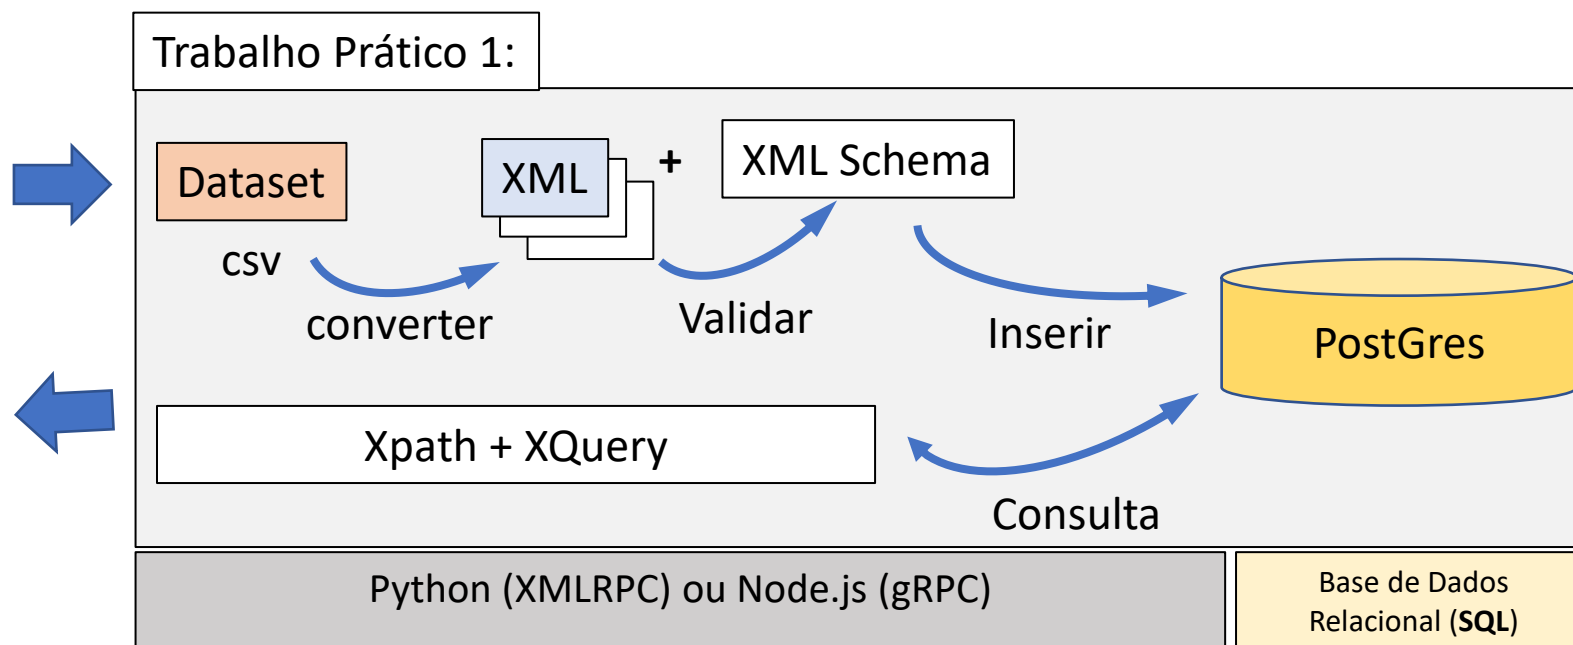 Trabalho Prático 1:
Dataset
csv
converter
XML
+
XML Schema
Validar
Inserir
PostGres
Xpath + XQuery
Consulta
Python (XMLRPC) ou Node.js (gRPC)
Base de Dados
Relacional (SQL)